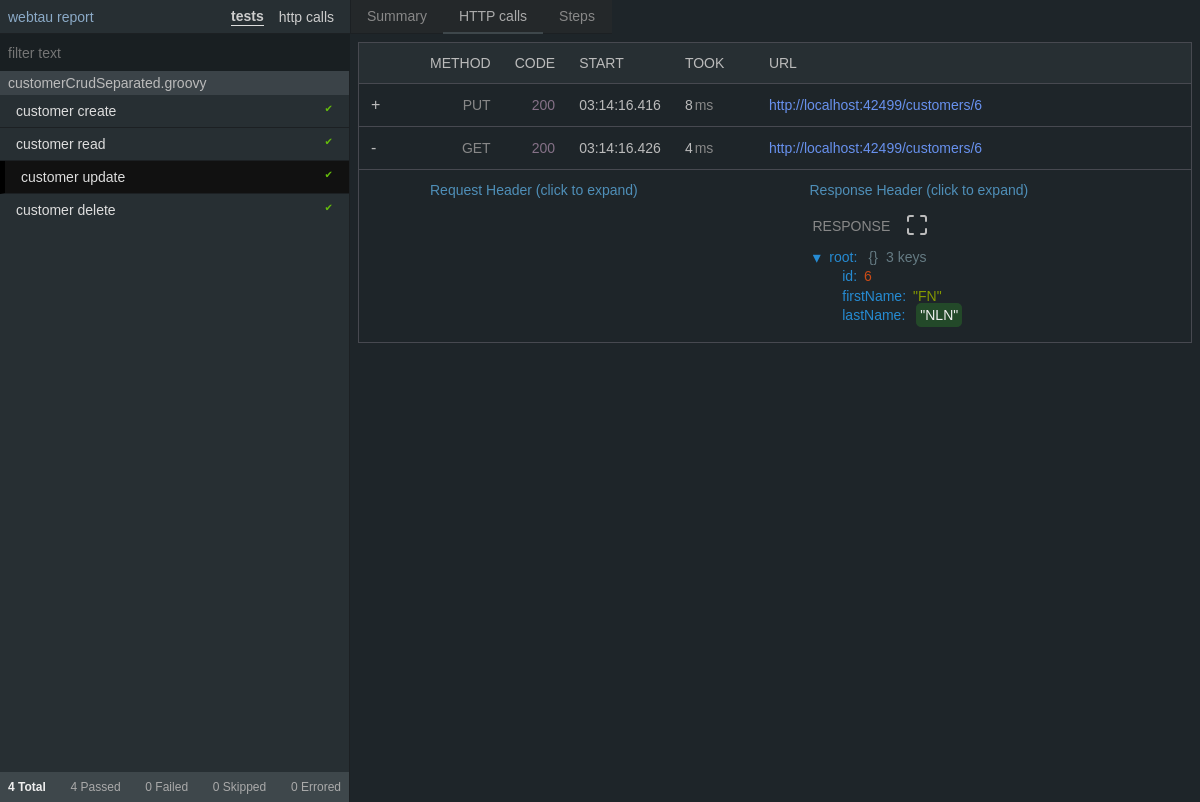 webtau report tests http calls
Summary HTTP calls Steps
filter text
customerCrudSeparated.groovy
customer create ✔
customer read ✔
customer update ✔
customer delete ✔
METHOD CODE START TOOK URL
+ PUT 200 03:14:16.416 8 ms http://localhost:42499/customers/6
- GET 200 03:14:16.426 4 ms http://localhost:42499/customers/6
Request Header (click to expand) Response Header (click to expand)
RESPONSE
▼ root: {} 3 keys
id: 6
firstName: "FN"
lastName: "NLN"
4 Total 4 Passed 0 Failed 0 Skipped 0 Errored